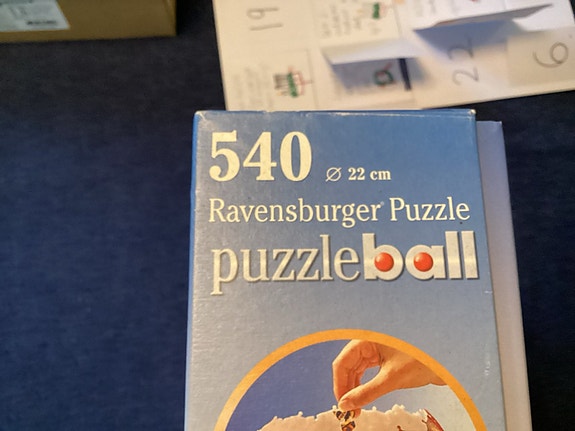 19
22
6.
540 ⌀ 22 cm
Ravensburger® Puzzle
puzzleball